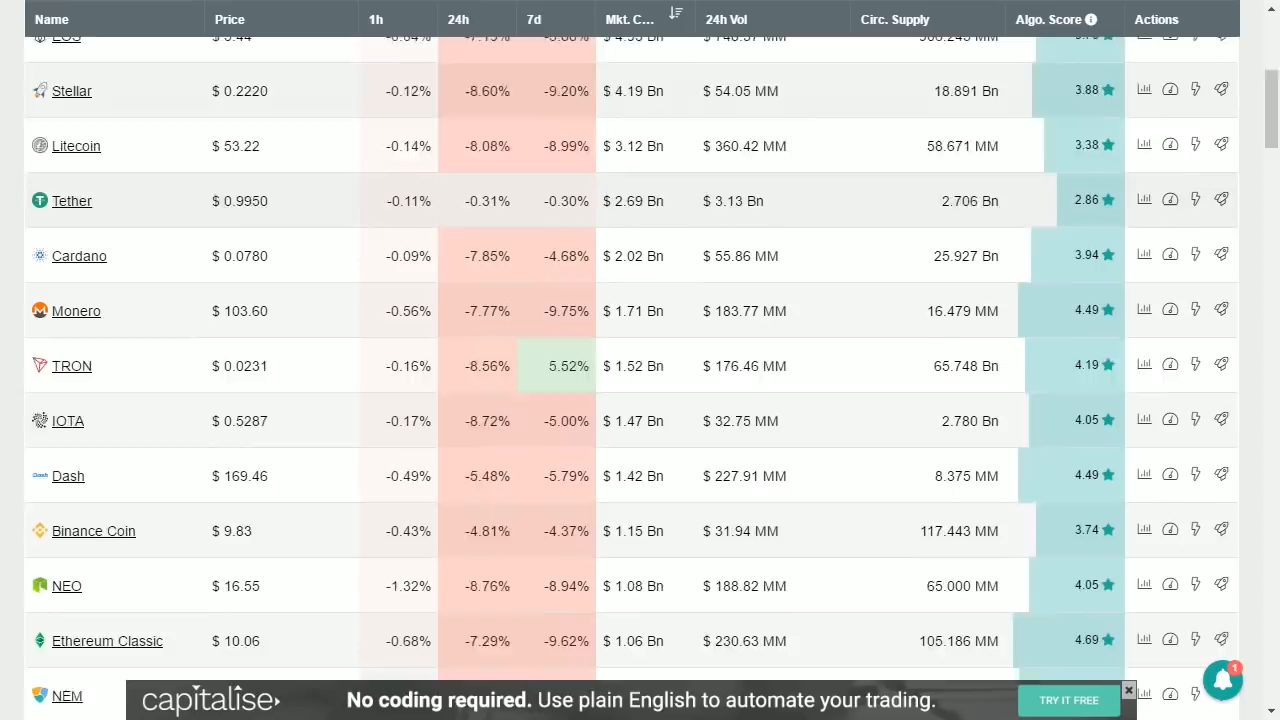 Name Price 1h 24h 7d Mkt. C... 24h Vol Circ. Supply Algo. Score Actions
EOS
Stellar $ 0.2220 -0.12% -8.60% -9.20% $ 4.19 Bn $ 54.05 MM 18.891 Bn 3.88
Litecoin $ 53.22 -0.14% -8.08% -8.99% $ 3.12 Bn $ 360.42 MM 58.671 MM 3.38
Tether $ 0.9950 -0.11% -0.31% -0.30% $ 2.69 Bn $ 3.13 Bn 2.706 Bn 2.86
Cardano $ 0.0780 -0.09% -7.85% -4.68% $ 2.02 Bn $ 55.86 MM 25.927 Bn 3.94
Monero $ 103.60 -0.56% -7.77% -9.75% $ 1.71 Bn $ 183.77 MM 16.479 MM 4.49
TRON $ 0.0231 -0.16% -8.56% 5.52% $ 1.52 Bn $ 176.46 MM 65.748 Bn 4.19
IOTA $ 0.5287 -0.17% -8.72% -5.00% $ 1.47 Bn $ 32.75 MM 2.780 Bn 4.05
Dash $ 169.46 -0.49% -5.48% -5.79% $ 1.42 Bn $ 227.91 MM 8.375 MM 4.49
Binance Coin $ 9.83 -0.43% -4.81% -4.37% $ 1.15 Bn $ 31.94 MM 117.443 MM 3.74
NEO $ 16.55 -1.32% -8.76% -8.94% $ 1.08 Bn $ 188.82 MM 65.000 MM 4.05
Ethereum Classic $ 10.06 -0.68% -7.29% -9.62% $ 1.06 Bn $ 230.63 MM 105.186 MM 4.69
NEM
capitalise No coding required. Use plain English to automate your trading. TRY IT FREE
1